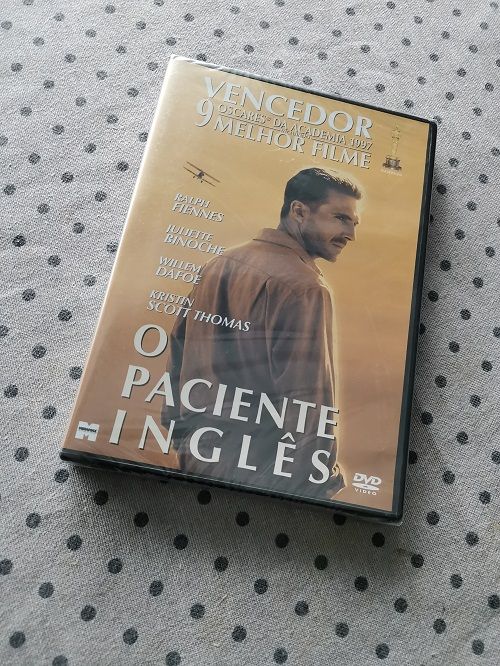 VENCEDOR
9 OSCARES® DA ACADEMIA 1997
MELHOR FILME
RALPH
FIENNES
JULIETTE
BINOCHE
WILLEM
DAFOE
KRISTIN
SCOTT THOMAS
O
PACIENTE
INGLÊS
MIRAMAX
DVD
VIDEO